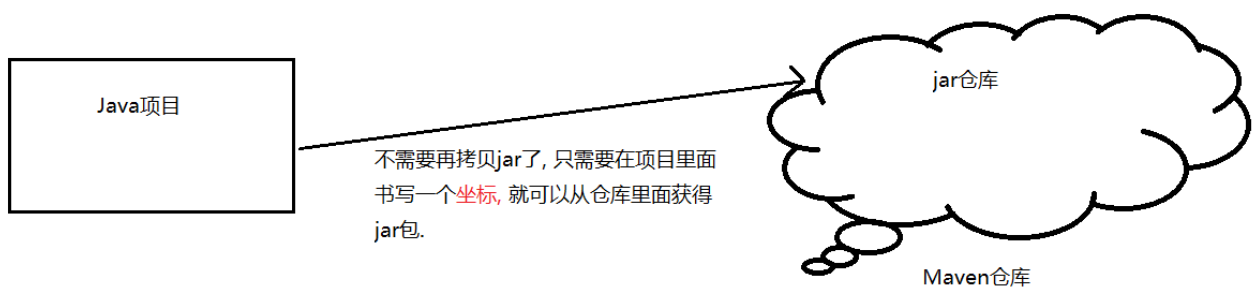 Java项目
jar仓库
不需要再拷贝jar了, 只需要在项目里面
书写一个坐标, 就可以从仓库里面获得
jar包.
Maven仓库